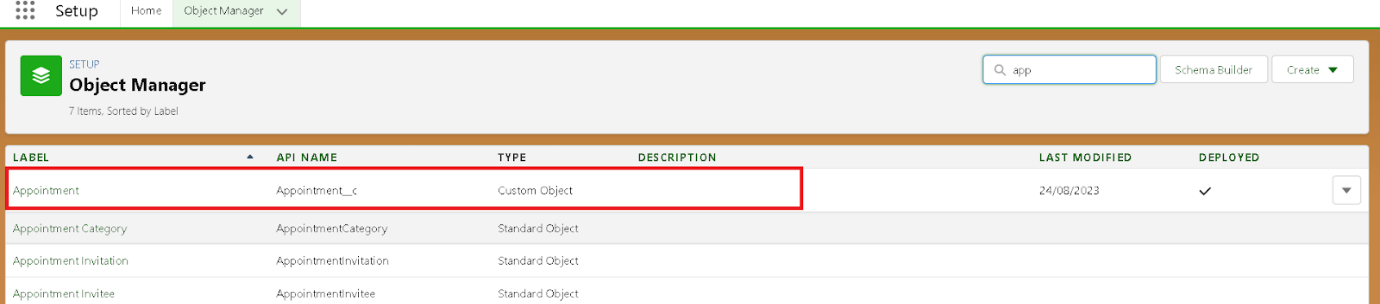 Setup Home Object Manager
SETUP
Object Manager
7 Items, Sorted by Label
app Schema Builder Create
LABEL API NAME TYPE DESCRIPTION LAST MODIFIED DEPLOYED
Appointment Appointment__c Custom Object 24/08/2023
Appointment Category AppointmentCategory Standard Object
Appointment Invitation AppointmentInvitation Standard Object
Appointment Invitee AppointmentInvitee Standard Object